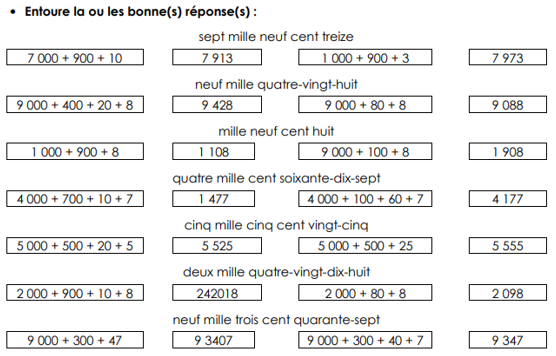 • Entoure la ou les bonne(s) réponse(s) :
sept mille neuf cent treize
7 000 + 900 + 10 7 913 1 000 + 900 + 3 7 973
neuf mille quatre-vingt-huit
9 000 + 400 + 20 + 8 9 428 9 000 + 80 + 8 9 088
mille neuf cent huit
1 000 + 900 + 8 1 108 9 000 + 100 + 8 1 908
quatre mille cent soixante-dix-sept
4 000 + 700 + 10 + 7 1 477 4 000 + 100 + 60 + 7 4 177
cinq mille cinq cent vingt-cinq
5 000 + 500 + 20 + 5 5 525 5 000 + 500 + 25 5 555
deux mille quatre-vingt-dix-huit
2 000 + 900 + 10 + 8 242018 2 000 + 80 + 8 2 098
neuf mille trois cent quarante-sept
9 000 + 300 + 47 9 3407 9 000 + 300 + 40 + 7 9 347